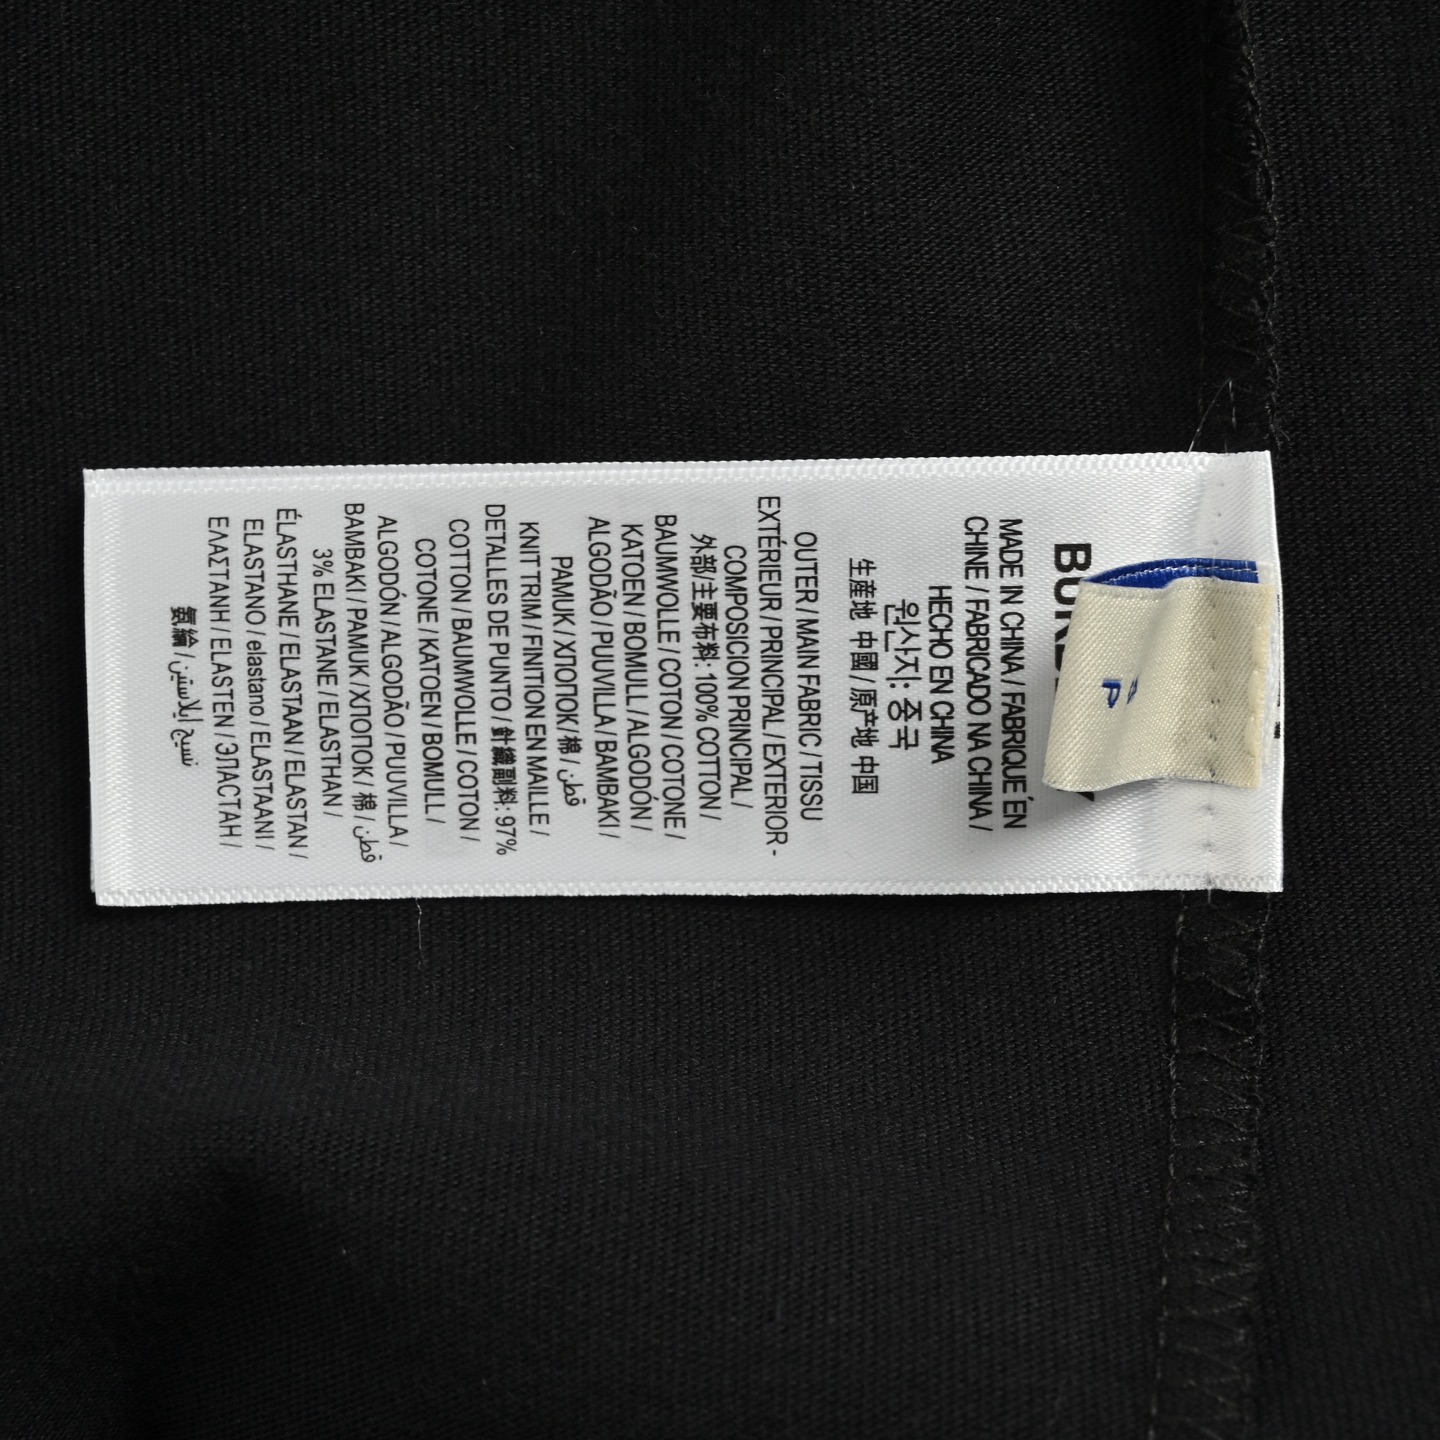 MADE IN CHINA / FABRIQUÉ EN
CHINE / FABRICADO NA CHINA /
HECHO EN CHINA
원산지: 중국
生産地 中國 / 原产地 中国
OUTER / MAIN FABRIC / TISSU
EXTÉRIEUR / PRINCIPAL / EXTERIOR -
COMPOSICION PRINCIPAL /
外部/主要布料: 100% COTTON /
BAUMWOLLE / COTON / COTONE /
KATOEN / BOMULL / ALGODÓN /
ALGODÃO / PUUVILLA / BAMBAKI /
PAMUK / ХЛОПОК / 棉 / قطن
KNIT TRIM / FINITION EN MAILLE /
DETALLES DE PUNTO / 針織副料: 97%
COTTON / BAUMWOLLE / COTON /
COTONE / KATOEN / BOMULL /
ALGODÓN / ALGODÃO / PUUVILLA /
BAMBAKI / PAMUK / ХЛОПОК / 棉 / قطن
3% ELASTANE / ELASTHAN /
ÉLASTHANE / ELASTAAN / ELASTAN /
ELASTANO / elastano / ELASTAANI /
ΕΛΑΣΤΑΝΗ / ELASTEN / ЭЛАСТАН /
氨綸 / نسيج إيلاستين
P